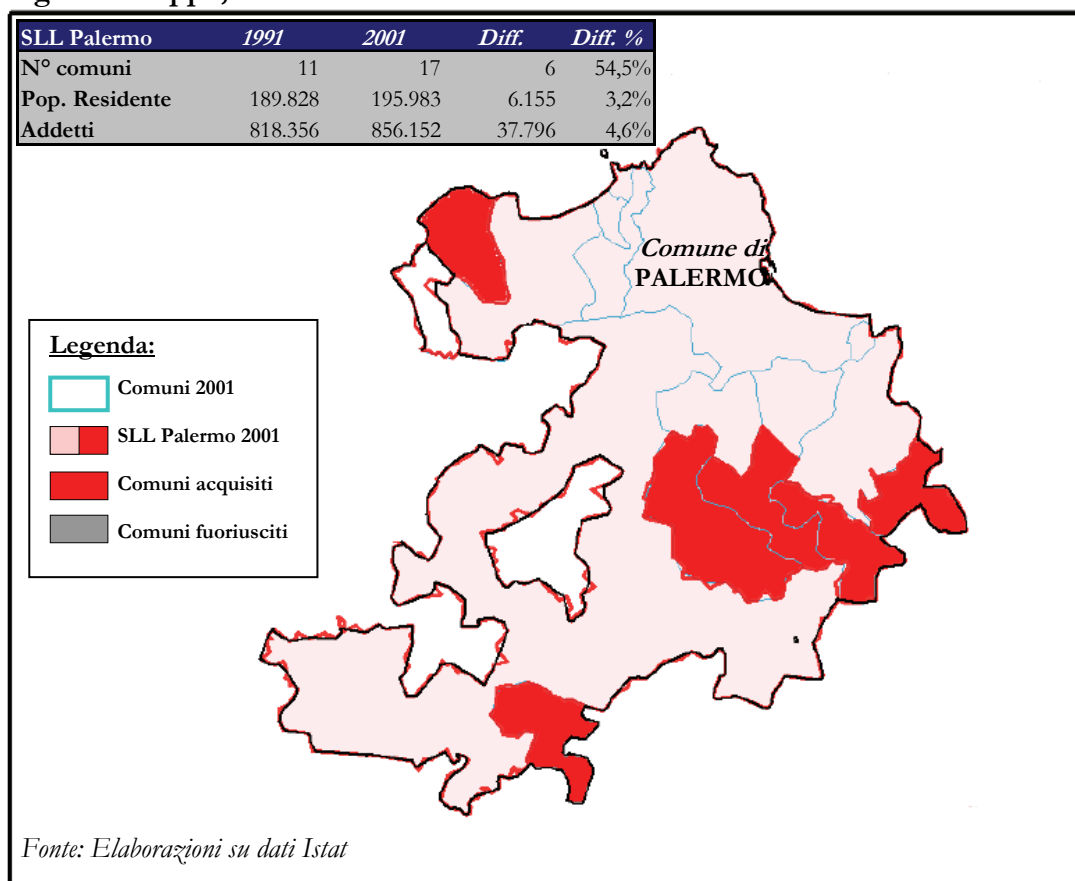 SLL Palermo 1991 2001 Diff. Diff. %
N° comuni 11 17 6 54,5%
Pop. Residente 189.828 195.983 6.155 3,2%
Addetti 818.356 856.152 37.796 4,6%
Comune di
PALERMO
Legenda:
Comuni 2001
SLL Palermo 2001
Comuni acquisiti
Comuni fuoriusciti
Fonte: Elaborazioni su dati Istat